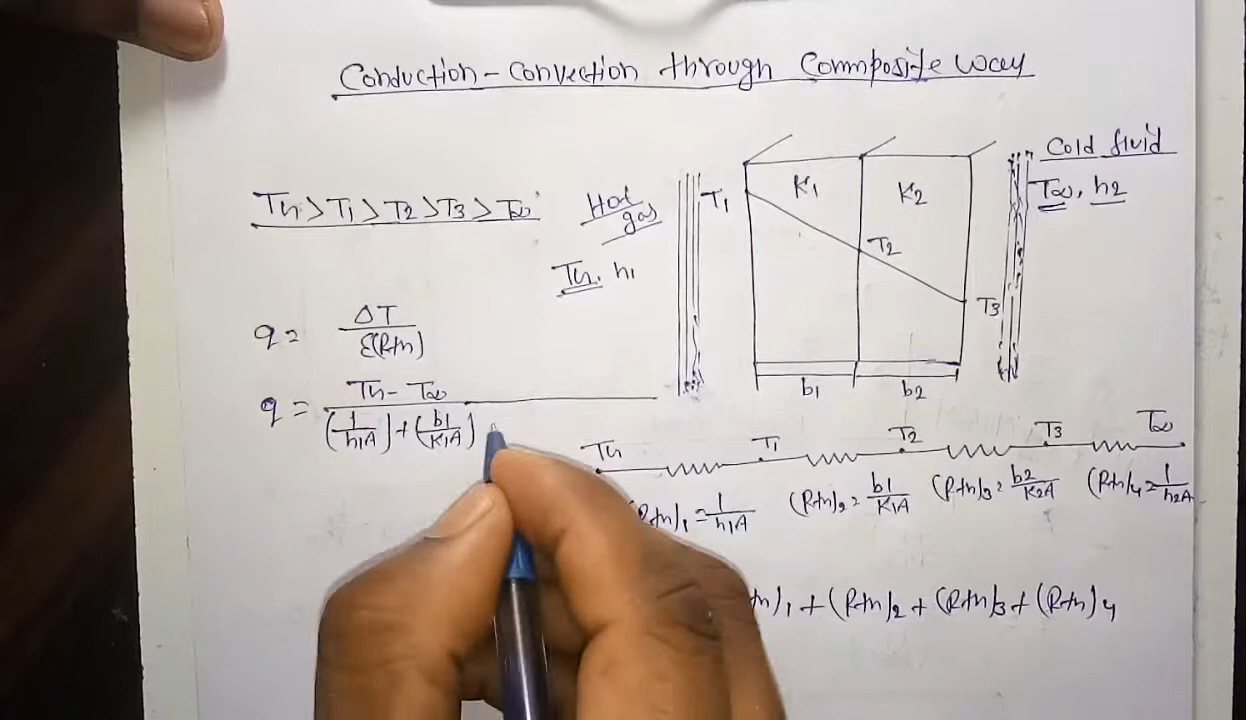 Conduction - Convection through Commposite Wall
Th > T1 > T2 > T3 > T∞
Hot gas
Th, h1
T1
K1
K2
T2
T3
b1
b2
Cold fluid
T∞, h2
q = ΔT / Σ(Rth)
q = Th - T∞ / (1/h1A) + (b1/K1A)
Th T1 T2 T3 T∞
Rth)1 = 1/h1A (Rth)2 = b1/K1A (Rth)3 = b2/K2A (Rth)4 = 1/h2A
)1 + (Rth)2 + (Rth)3 + (Rth)4